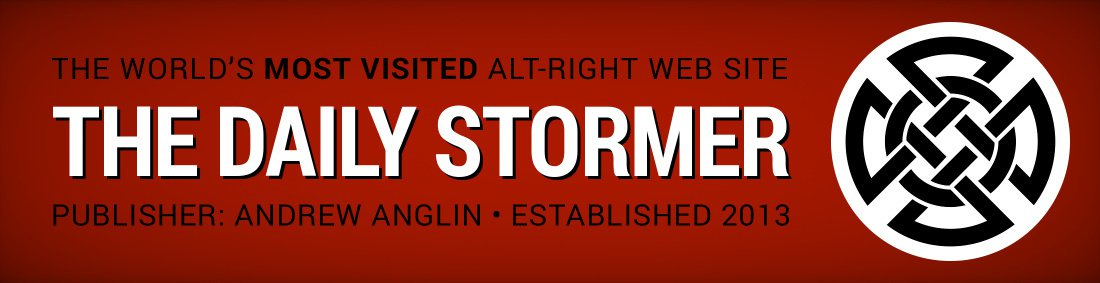 THE WORLD'S MOST VISITED ALT-RIGHT WEB SITE
THE DAILY STORMER
PUBLISHER: ANDREW ANGLIN • ESTABLISHED 2013